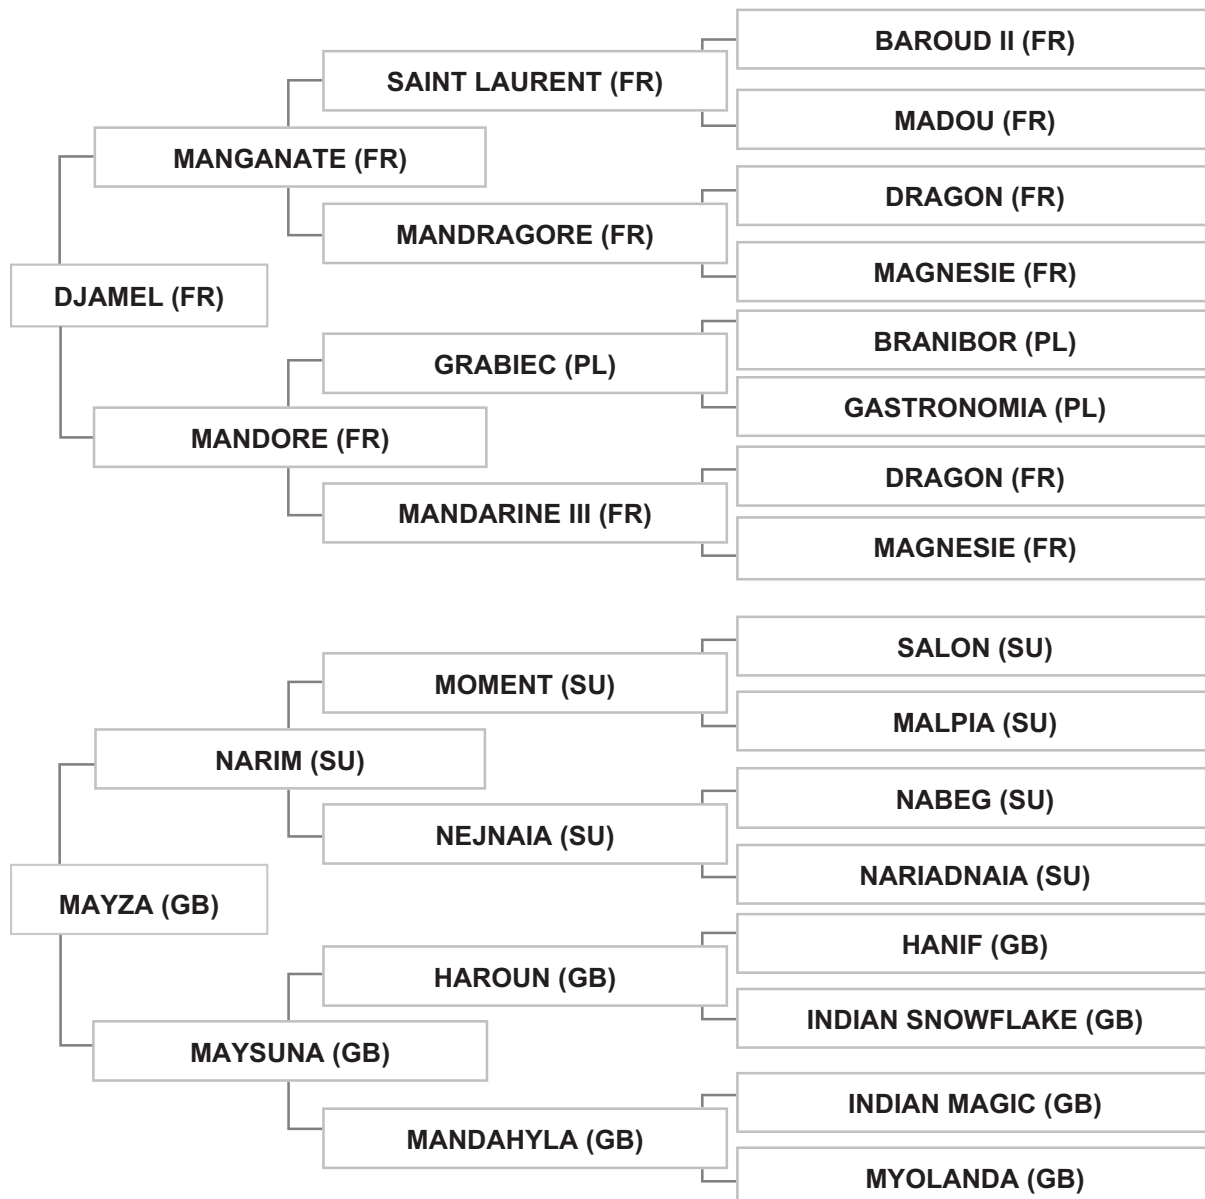 BAROUD II (FR)
SAINT LAURENT (FR)
MADOU (FR)
MANGANATE (FR)
DRAGON (FR)
MANDRAGORE (FR)
MAGNESIE (FR)
DJAMEL (FR)
BRANIBOR (PL)
GRABIEC (PL)
GASTRONOMIA (PL)
MANDORE (FR)
DRAGON (FR)
MANDARINE III (FR)
MAGNESIE (FR)
SALON (SU)
MOMENT (SU)
MALPIA (SU)
NARIM (SU)
NABEG (SU)
NEJNAIA (SU)
NARIADNAIA (SU)
MAYZA (GB)
HANIF (GB)
HAROUN (GB)
INDIAN SNOWFLAKE (GB)
MAYSUNA (GB)
INDIAN MAGIC (GB)
MANDAHYLA (GB)
MYOLANDA (GB)